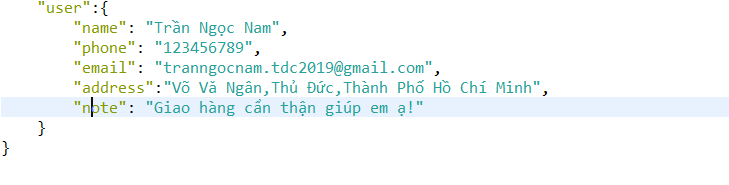 "user":{
"name": "Trần Ngọc Nam",
"phone": "123456789",
"email": "tranngocnam.tdc2019@gmail.com",
"address":"Võ Vă Ngân,Thủ Đức,Thành Phố Hồ Chí Minh",
"note": "Giao hàng cẩn thận giúp em ạ!"
}
}